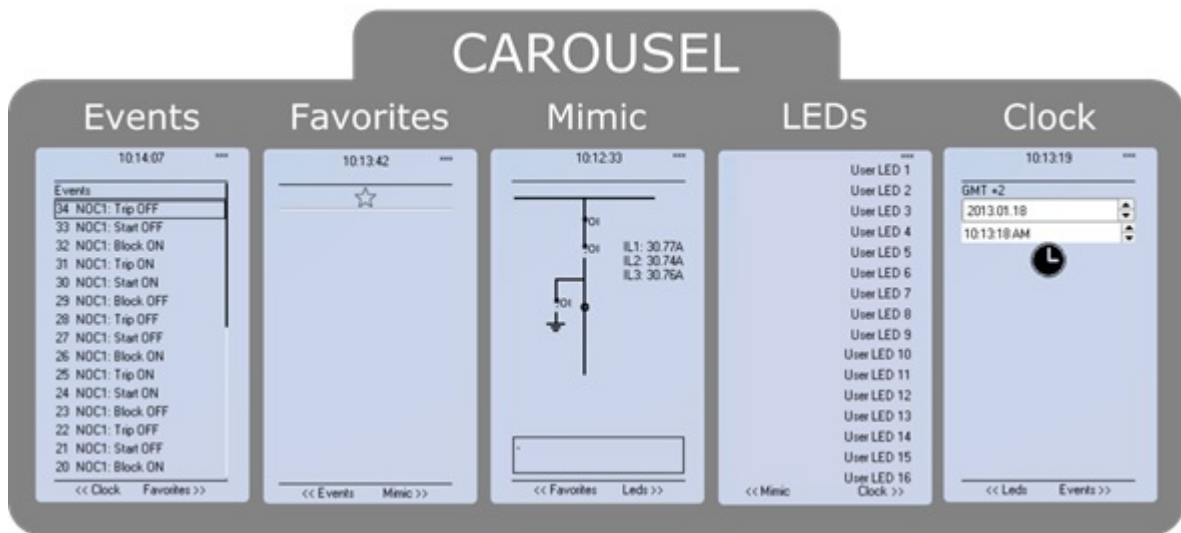 CAROUSEL
Events
10:14:07
Events
34 NOC1: Trip OFF
33 NOC1: Start OFF
32 NOC1: Block ON
31 NOC1: Trip ON
30 NOC1: Start ON
29 NOC1: Block OFF
28 NOC1: Trip OFF
27 NOC1: Start OFF
26 NOC1: Block ON
25 NOC1: Trip ON
24 NOC1: Start ON
23 NOC1: Block OFF
22 NOC1: Trip OFF
21 NOC1: Start OFF
20 NOC1: Block ON
<< Clock Favorites >>
Favorites
10:13:42
<< Events Mimic >>
Mimic
10:12:33
OI
OI
IL1: 30.77A
IL2: 30.74A
IL3: 30.76A
OI
-
<< Favorites Leds >>
LEDs
User LED 1
User LED 2
User LED 3
User LED 4
User LED 5
User LED 6
User LED 7
User LED 8
User LED 9
User LED 10
User LED 11
User LED 12
User LED 13
User LED 14
User LED 15
User LED 16
<< Mimic Clock >>
Clock
10:13:19
GMT +2
2013.01.18
10:13:18 AM
<< Leds Events >>